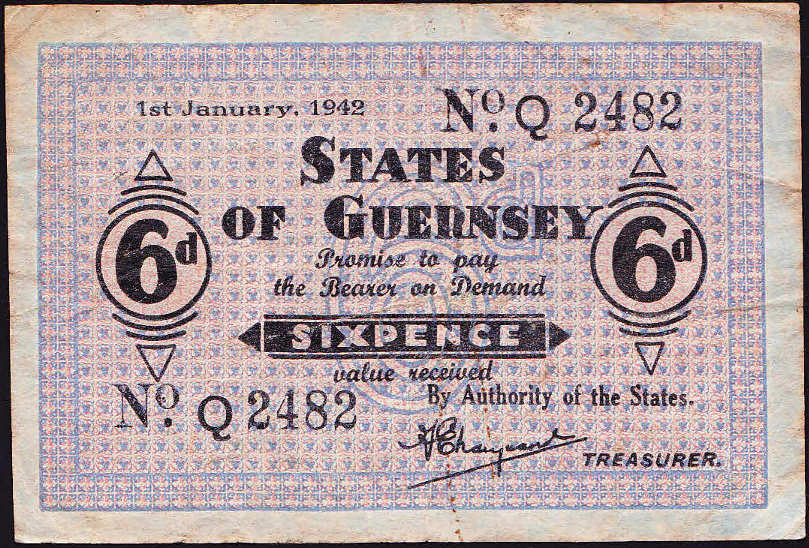 1st January, 1942
Nº. Q 2482
STATES
OF GUERNSEY
6d
6d
Promise to pay
the Bearer on Demand
SIXPENCE
value received
By Authority of the States.
Nº. Q 2482
TREASURER.